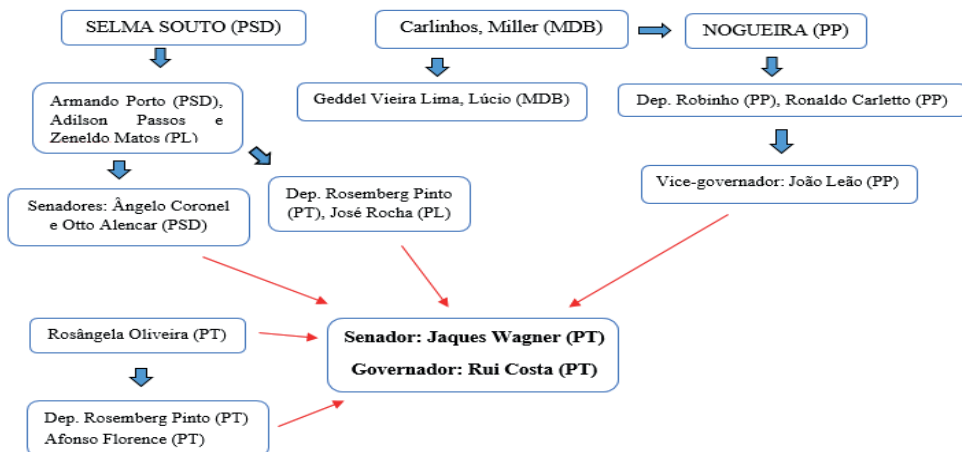 SELMA SOUTO (PSD)
Carlinhos, Miller (MDB)
NOGUEIRA (PP)
Armando Porto (PSD),
Adilson Passos e
Zeneldo Matos (PL)
Geddel Vieira Lima, Lúcio (MDB)
Dep. Robinho (PP), Ronaldo Carletto (PP)
Senadores: Ângelo Coronel
e Otto Alencar (PSD)
Dep. Rosemberg Pinto
(PT), José Rocha (PL)
Vice-governador: João Leão (PP)
Rosângela Oliveira (PT)
Senador: Jaques Wagner (PT)
Governador: Rui Costa (PT)
Dep. Rosemberg Pinto (PT)
Afonso Florence (PT)